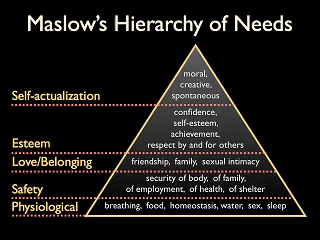 Maslow's Hierarchy of Needs
moral,
creative,
spontaneous
Self-actualization
confidence,
self-esteem,
achievement,
respect by and for others
Esteem
Love/Belonging
friendship, family, sexual intimacy
security of body, of family,
of employment, of health, of shelter
Safety
Physiological
breathing, food, homeostasis, water, sex, sleep